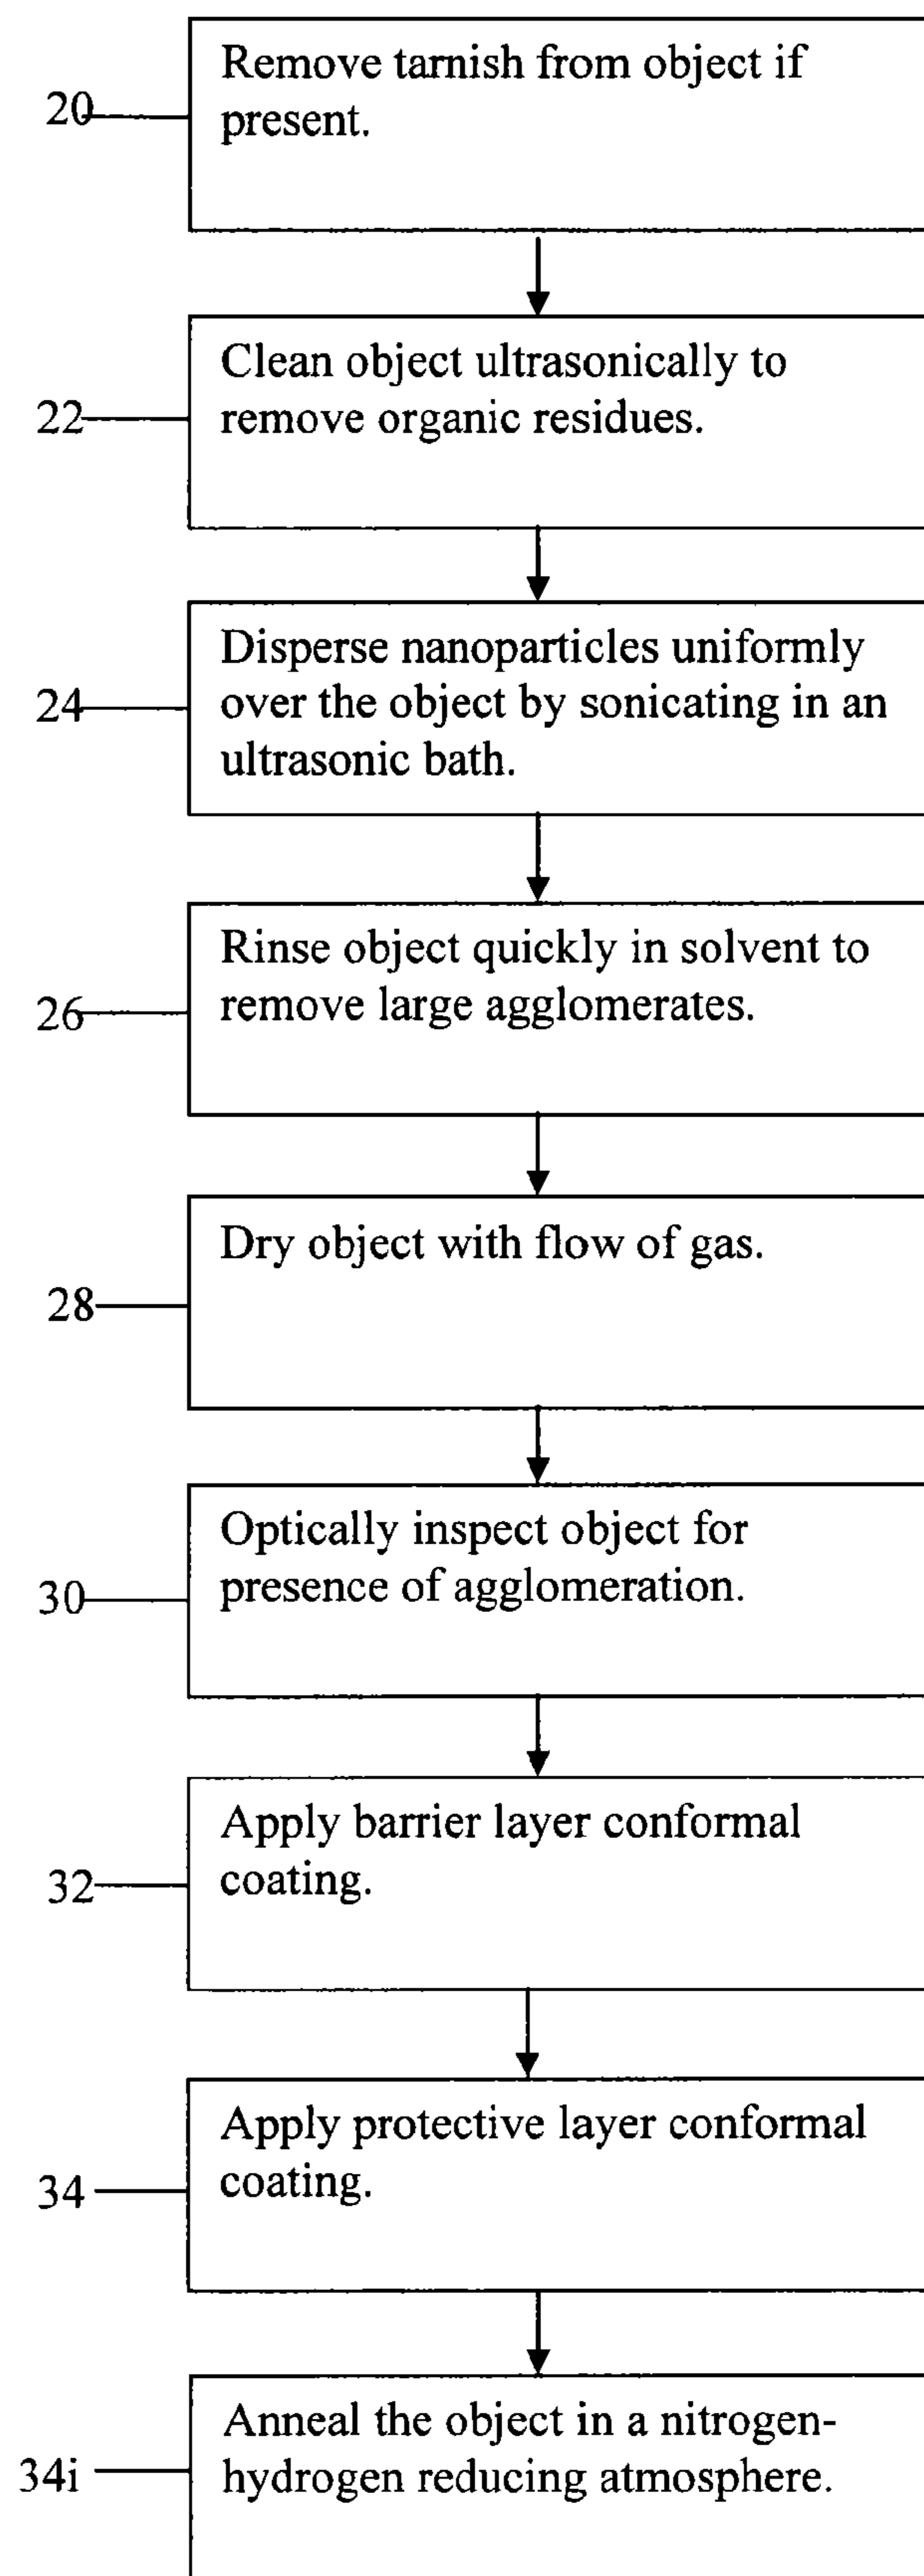 Remove tarnish from object if
20
present.
Clean object ultrasonically to
22
remove organic residues.
Disperse nanoparticles uniformly
24
over the object by sonicating in an
ultrasonic bath.
Rinse object quickly in solvent to
26
remove large agglomerates.
Dry object with flow of gas.
28
Optically inspect object for
30
presence of agglomeration.
Apply barrier layer conformal
32
coating.
Apply protective layer conformal
34
coating.
Anneal the object in a nitrogen-
34i
hydrogen reducing atmosphere.